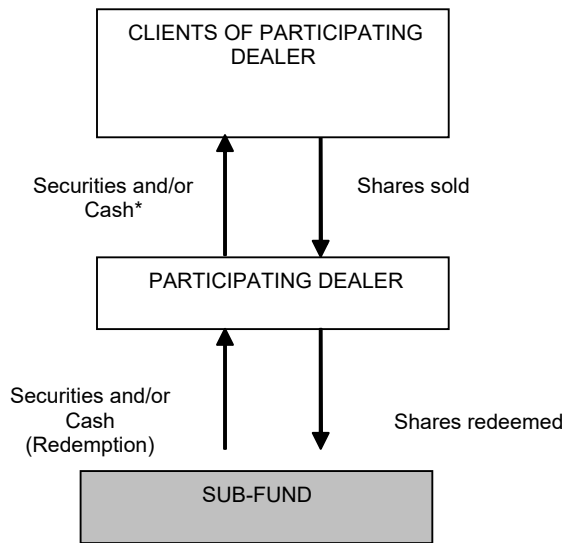 CLIENTS OF PARTICIPATING
DEALER
Securities and/or
Cash*
Shares sold
PARTICIPATING DEALER
Securities and/or
Cash
(Redemption)
Shares redeemed
SUB-FUND